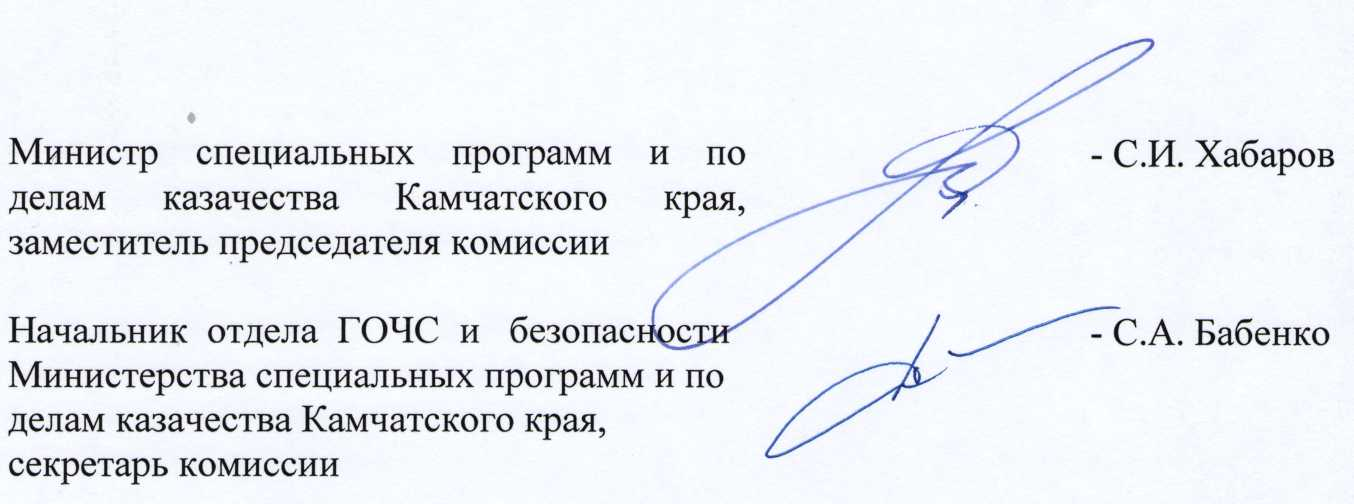 Министр специальных программ и по - С.И. Хабаров
делам казачества Камчатского края,
заместитель председателя комиссии
Начальник отдела ГОЧС и безопасности - С.А. Бабенко
Министерства специальных программ и по
делам казачества Камчатского края,
секретарь комиссии